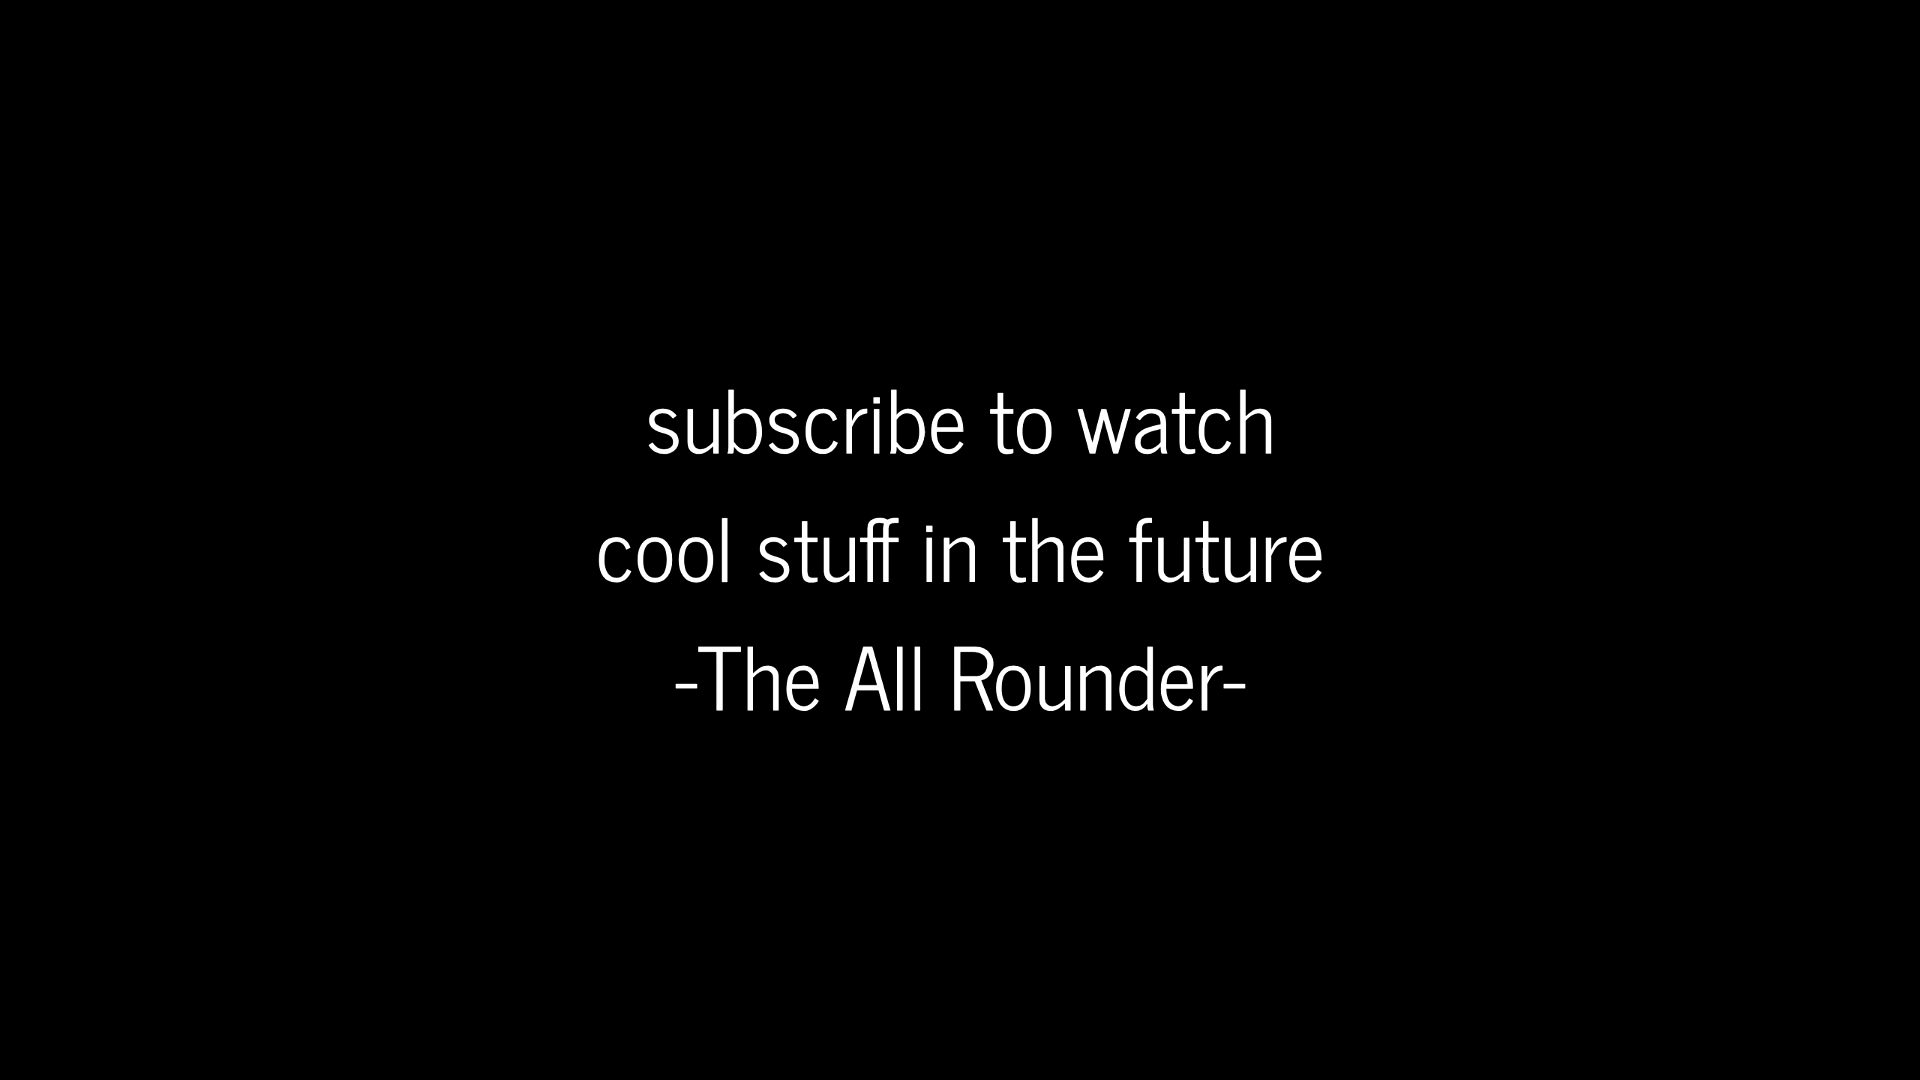 subscribe to watch
cool stuff in the future
-The All Rounder-